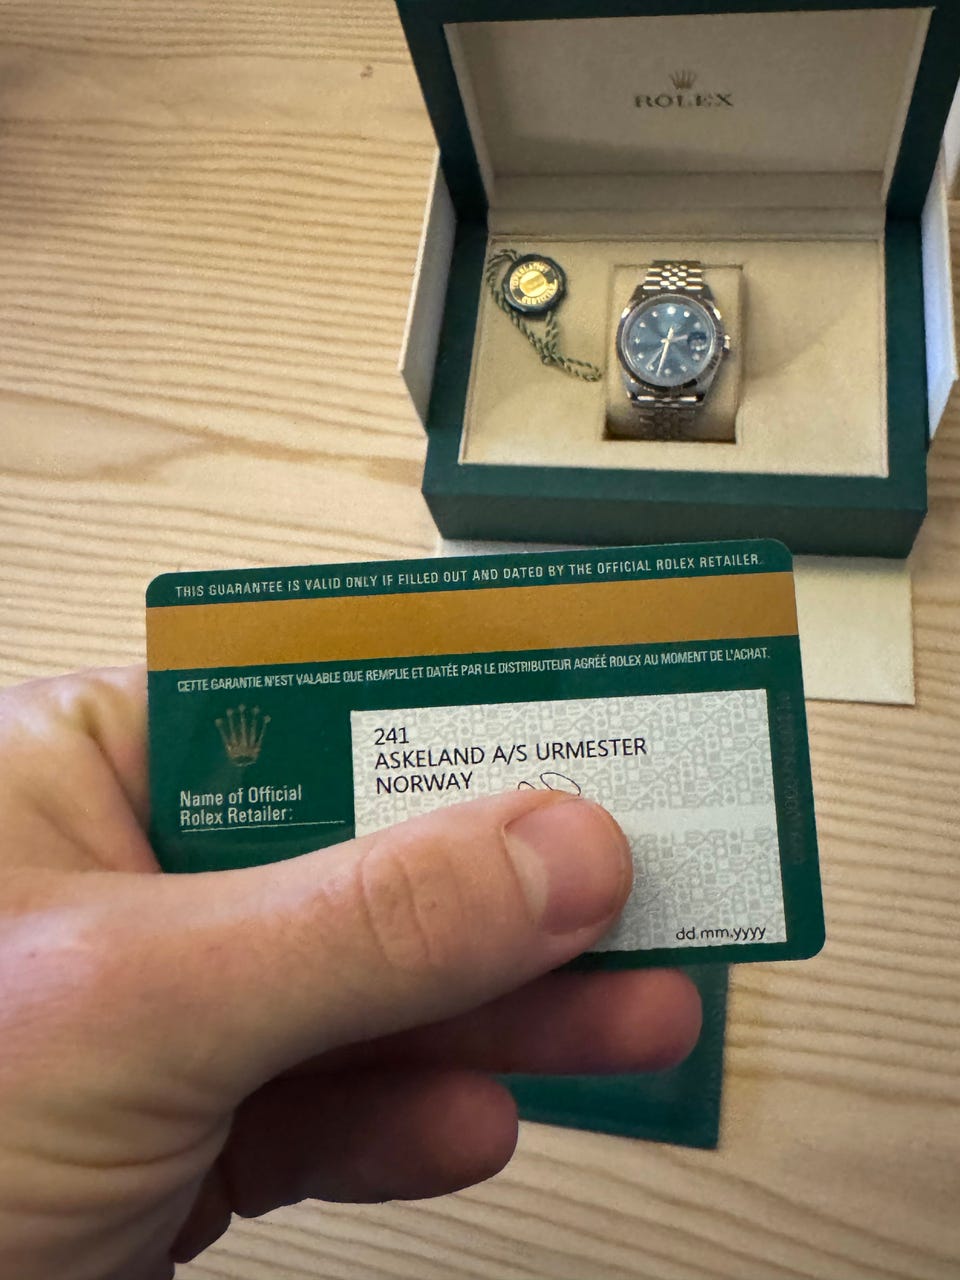 ROLEX
THIS GUARANTEE IS VALID ONLY IF FILLED OUT AND DATED BY THE OFFICIAL ROLEX RETAILER.
CETTE GARANTIE N'EST VALABLE QUE REMPLIE ET DATÉE PAR LE DISTRIBUTEUR AGRÉÉ ROLEX AU MOMENT DE L'ACHAT.
241
ASKELAND A/S URMESTER
NORWAY
Name of Official
Rolex Retailer:
dd.mm.yyyy